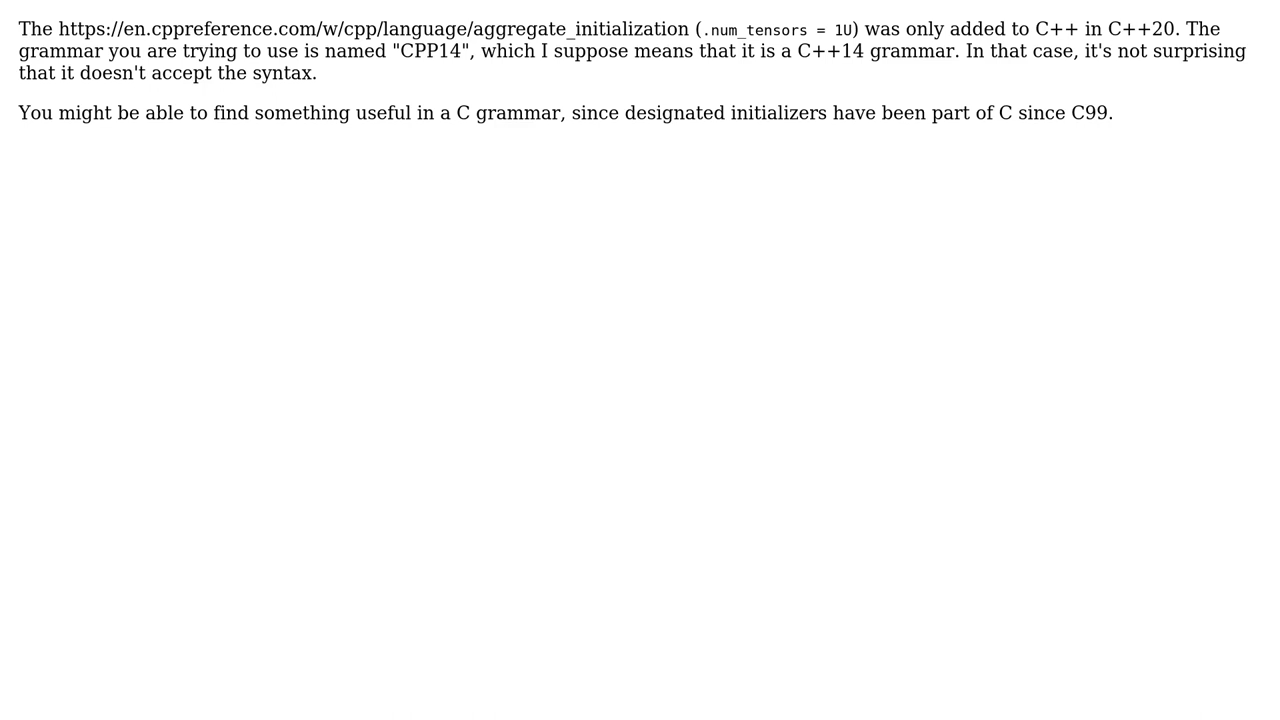 The https://en.cppreference.com/w/cpp/language/aggregate_initialization (.num_tensors = 1U) was only added to C++ in C++20. The
grammar you are trying to use is named "CPP14", which I suppose means that it is a C++14 grammar. In that case, it's not surprising
that it doesn't accept the syntax.
You might be able to find something useful in a C grammar, since designated initializers have been part of C since C99.